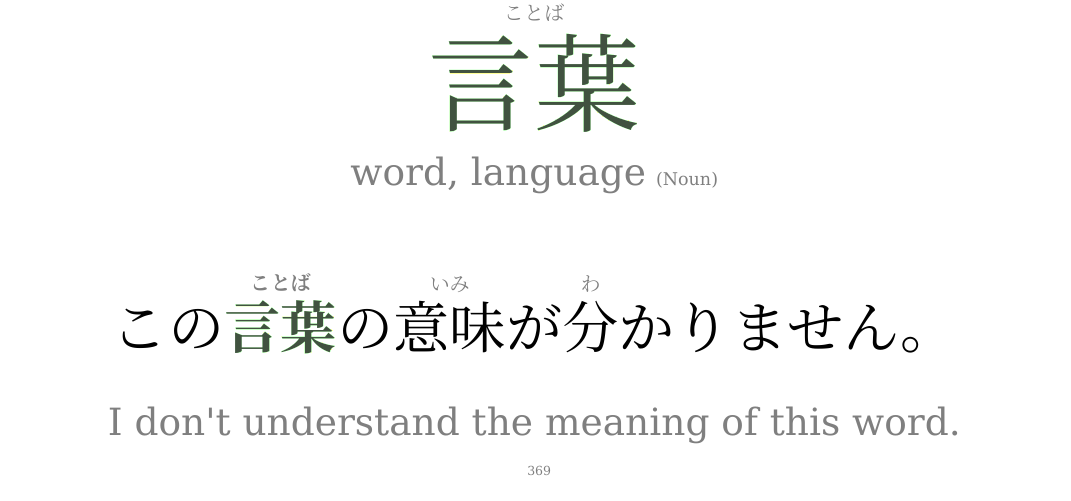 ことば
言葉
word, language (Noun)
ことば いみ わ
この言葉の意味が分かりません。
I don't understand the meaning of this word.
369